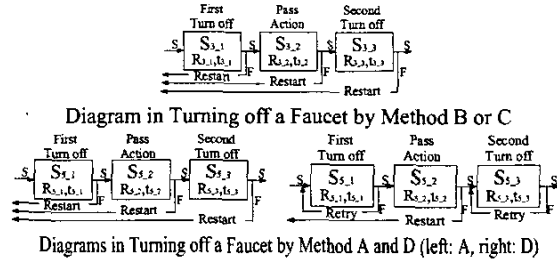 First Pass Second
Turn off Action Turn off
S S3_1 S S3_2 S S3_3 S
R3_1,t3_1 R3_2,t3_2 R3_3,t3_3
F F F
Restart
Restart
Restart
Diagram in Turning off a Faucet by Method B or C
First Pass Second First Pass Second
Turn off Action Turn off Turn off Action Turn off
S S5_1 S S5_2 S S5_3 S S S5_1 S S5_2 S S5_3 S
R5_1,t5_1 R5_2,t5_2 R5_3,t5_3 R5_1,t5_1 R5_2,t5_2 R5_3,t5_3
F F F F F F
Restart Retry Retry
Restart Restart
Restart
Diagrams in Turning off a Faucet by Method A and D (left: A, right: D)